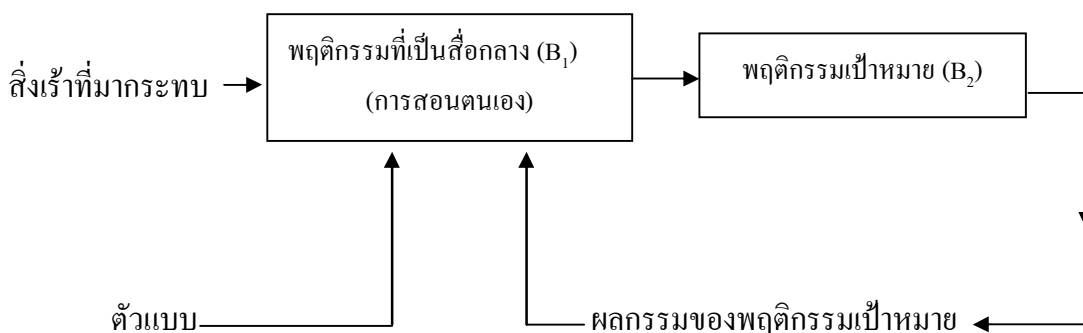 สิ่งเร้าที่มากระทบ
พฤติกรรมที่เป็นสื่อกลาง (B₁)
(การสอนตนเอง)
พฤติกรรมเป้าหมาย (B₂)
ตัวแบบ
ผลกรรมของพฤติกรรมเป้าหมาย